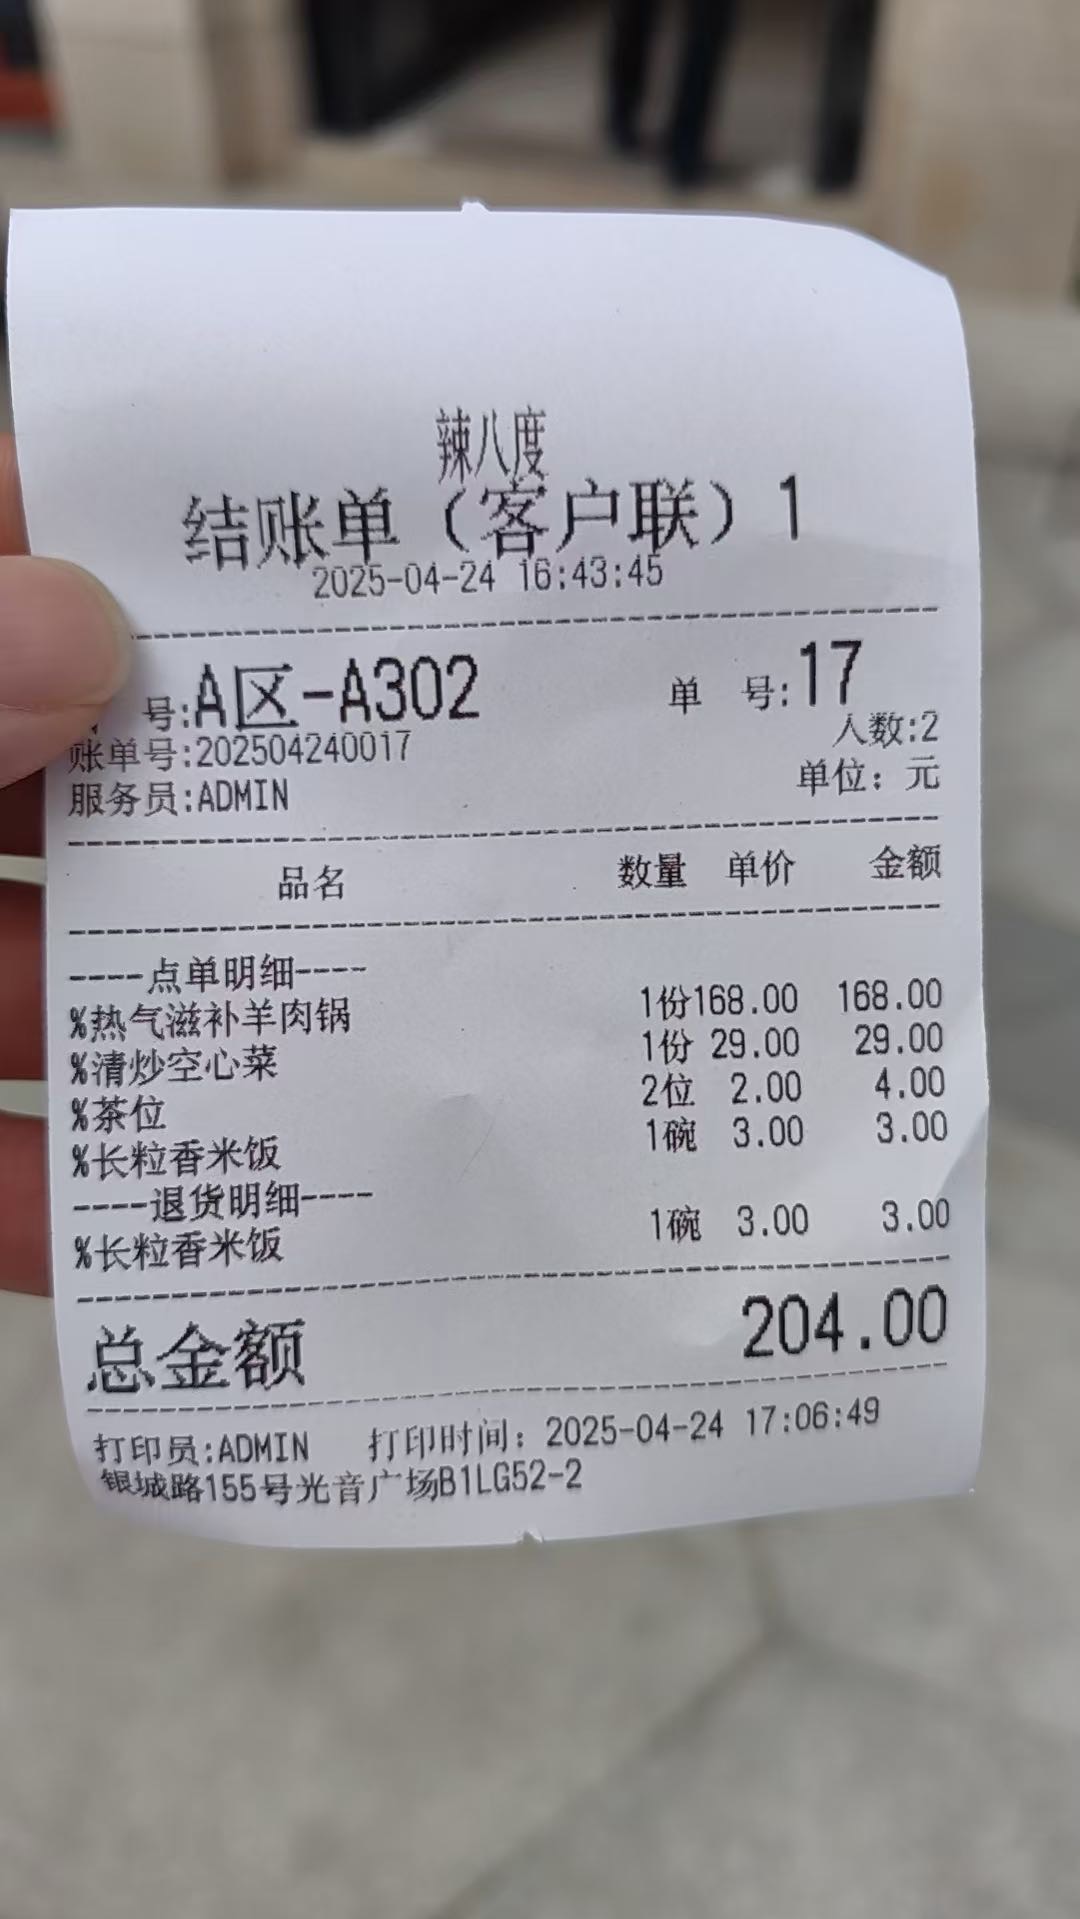 辣八度
结账单（客户联）1
2025-04-24 16:43:45
号:A区-A302 单 号:17
人数:2
账单号:202504240017
单位：元
服务员:ADMIN
品名 数量 单价 金额
----点单明细----
%热气滋补羊肉锅 1份168.00 168.00
%清炒空心菜 1份 29.00 29.00
%茶位 2位 2.00 4.00
%长粒香米饭 1碗 3.00 3.00
----退货明细----
%长粒香米饭 1碗 3.00 3.00
总金额 204.00
打印员:ADMIN 打印时间：2025-04-24 17:06:49
银城路155号光音广场B1LG52-2